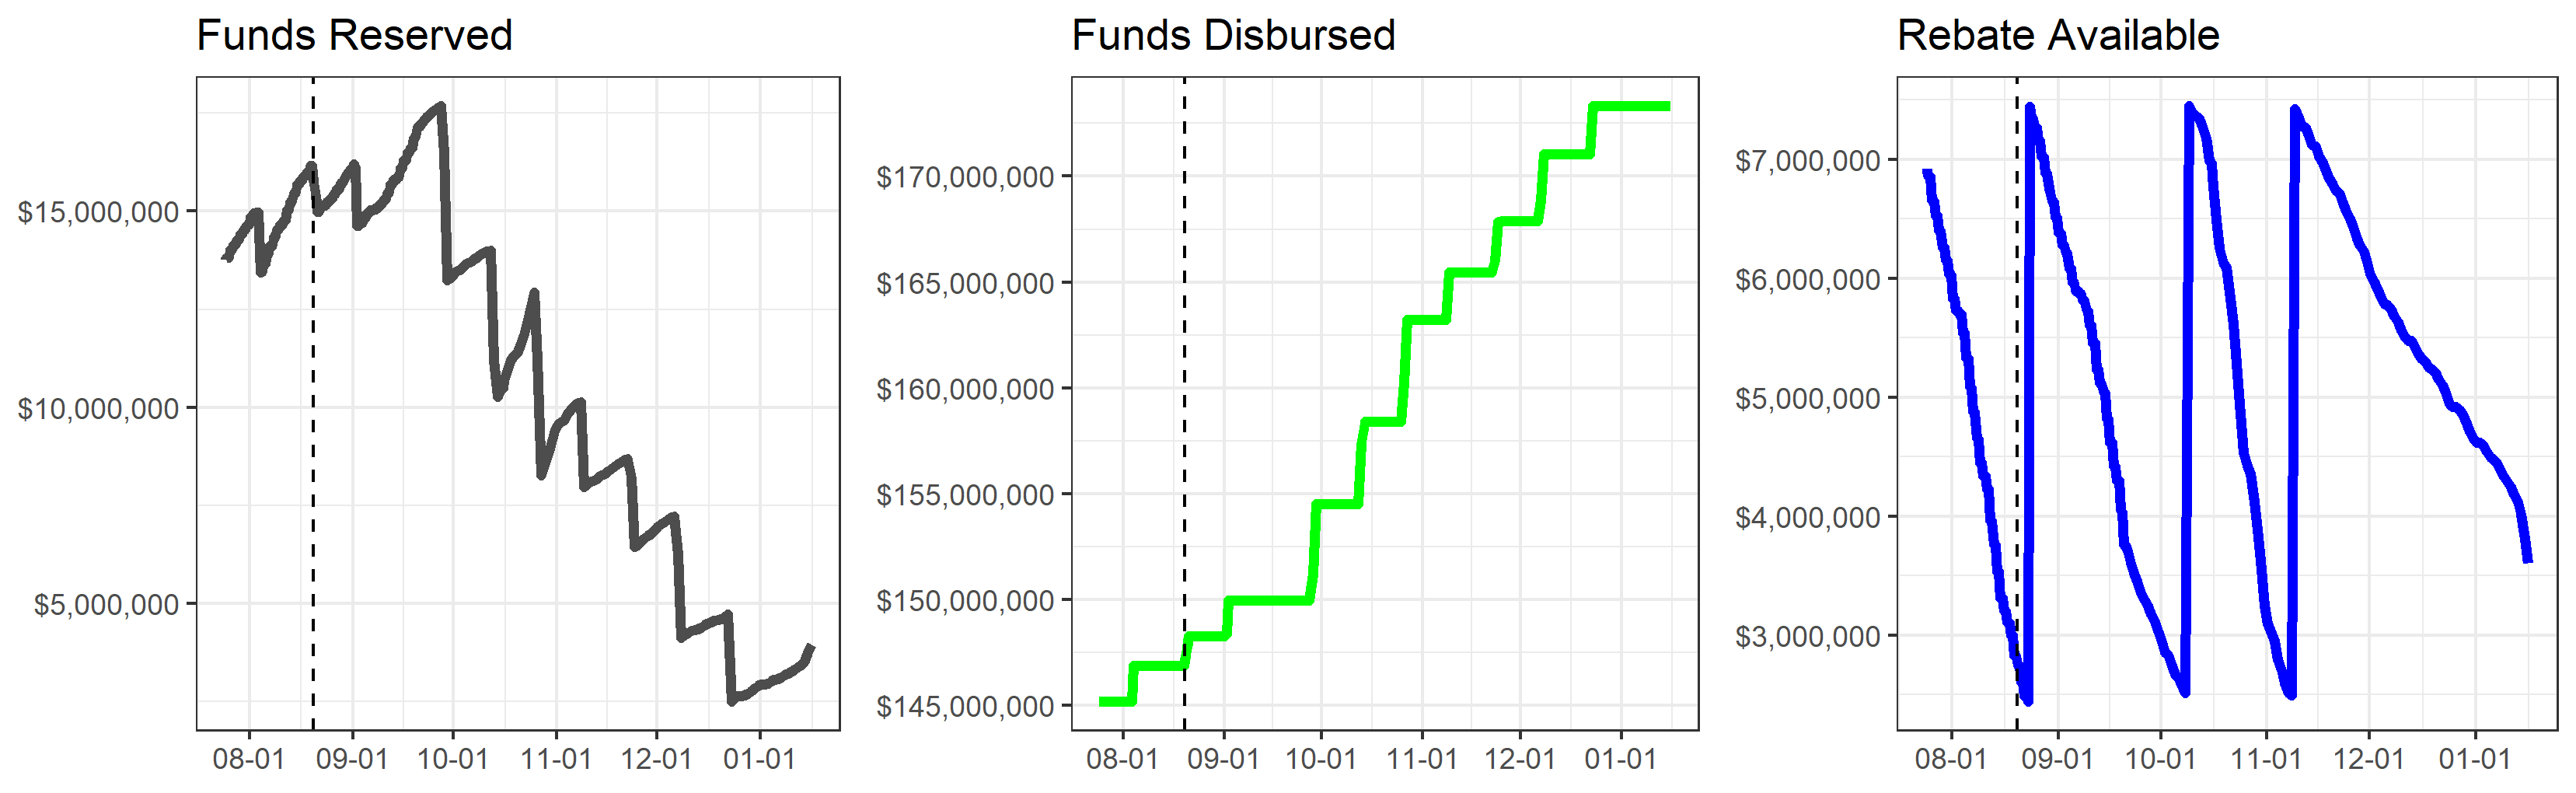 Funds Reserved
$15,000,000
$10,000,000
$5,000,000
08-01 09-01 10-01 11-01 12-01 01-01
Funds Disbursed
$170,000,000
$165,000,000
$160,000,000
$155,000,000
$150,000,000
$145,000,000
08-01 09-01 10-01 11-01 12-01 01-01
Rebate Available
$7,000,000
$6,000,000
$5,000,000
$4,000,000
$3,000,000
08-01 09-01 10-01 11-01 12-01 01-01